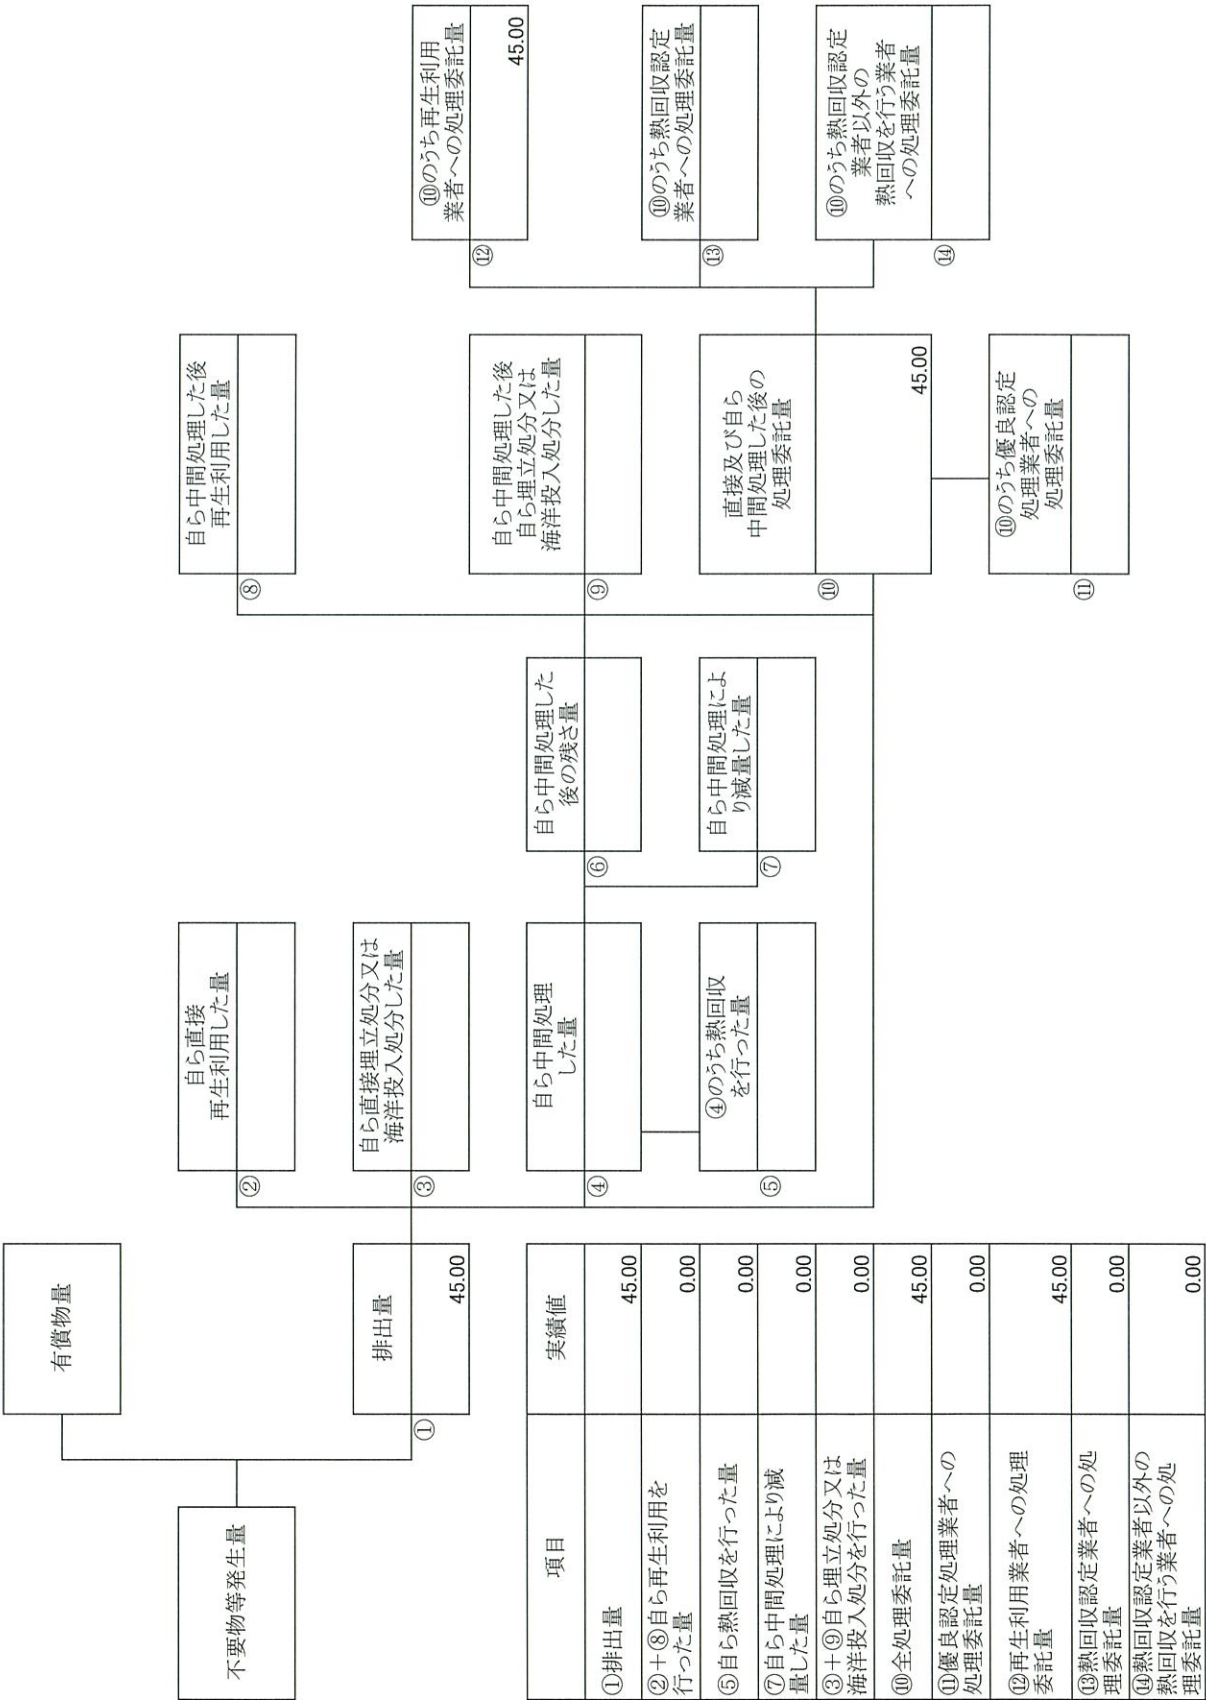 有償物量
不要物等発生量
排出量
①
45.00
自ら直接
再生利用した量
②
自ら直接埋立処分又は
海洋投入処分した量
③
自ら中間処理
した量
④
④のうち熱回収
を行った量
⑤
自ら中間処理した
後の残さ量
⑥
自ら中間処理によ
り減量した量
⑦
自ら中間処理した後
再生利用した量
⑧
自ら中間処理した後
自ら埋立処分又は
海洋投入処分した量
⑨
直接及び自ら
中間処理した後の
処理委託量
⑩
45.00
⑩のうち優良認定
処理業者への
処理委託量
⑪
⑩のうち再生利用
業者への処理委託量
⑫
45.00
⑩のうち熱回収認定
業者への処理委託量
⑬
⑩のうち熱回収認定
業者以外の
熱回収を行う業者
への処理委託量
⑭
項目 実績値
①排出量 45.00
②+⑧自ら再生利用を
行った量 0.00
⑤自ら熱回収を行った量 0.00
⑦自ら中間処理により減
量した量 0.00
③+⑨自ら埋立処分又は
海洋投入処分を行った量 0.00
⑩全処理委託量 45.00
⑪優良認定処理業者への
処理委託量 0.00
⑫再生利用業者への処理
委託量 45.00
⑬熱回収認定業者への処
理委託量 0.00
⑭熱回収認定業者以外の
熱回収を行う業者への処
理委託量 0.00